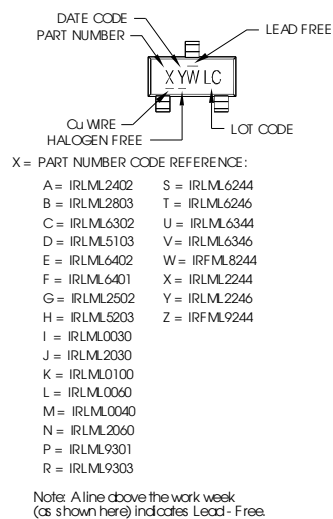 DATE CODE
PART NUMBER
LEAD FREE
X Y W LC
Cu WIRE
HALOGEN FREE
LOT CODE
X = PART NUMBER CODE REFERENCE:
A = IRLML2402 S = IRLML6244
B = IRLML2803 T = IRLML6246
C = IRLML6302 U = IRLML6344
D = IRLML5103 V = IRLML6346
E = IRLML6402 W = IRFML8244
F = IRLML6401 X = IRLML2244
G = IRLML2502 Y = IRLML2246
H = IRLML5203 Z = IRFML9244
I = IRLML0030
J = IRLML2030
K = IRLML0100
L = IRLML0060
M = IRLML0040
N = IRLML2060
P = IRLML9301
R = IRLML9303
Note: A line above the work week
(as shown here) indicates Lead - Free.